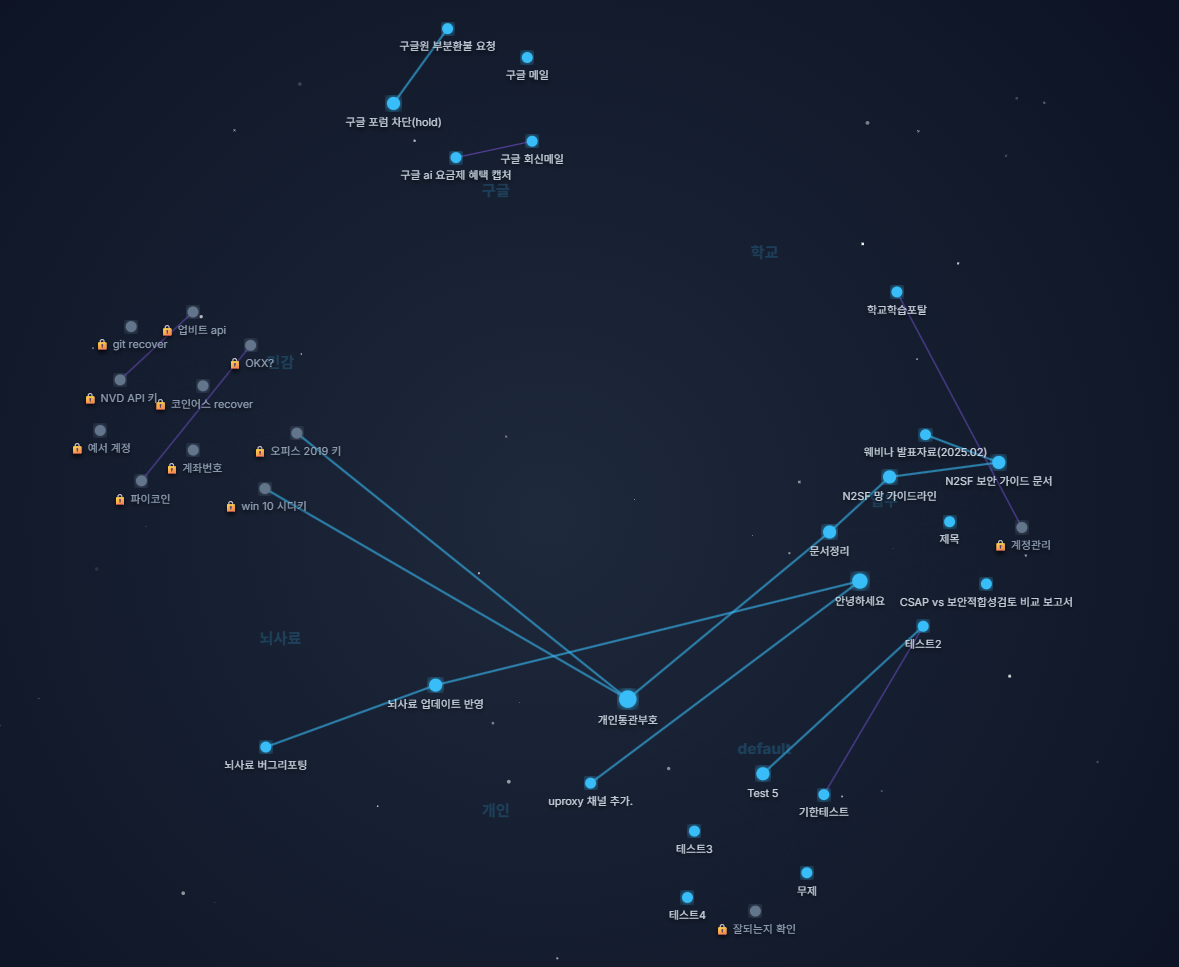 구글원 부분환불 요청
구글 메일
구글 포럼 차단(hold)
구글 회신메일
구글 ai 요금제 혜택 캡처
구글
학교
학교학습포탈
업비트 api
git recover
OKX?
민감
NVD API 키
코인어스 recover
예서 계정
오피스 2019 키
계좌번호
파이코인
win 10 시디키
웨비나 발표자료(2025.02)
N2SF 보안 가이드 문서
N2SF 망 가이드라인
제목
계정관리
문서정리
안녕하세요
CSAP vs 보안적합성검토 비교 보고서
테스트2
뇌사료
뇌사료 업데이트 반영
개인통관부호
뇌사료 버그리포팅
default
Test 5
uproxy 채널 추가.
개인
기한테스트
테스트3
무제
테스트4
잘되는지 확인